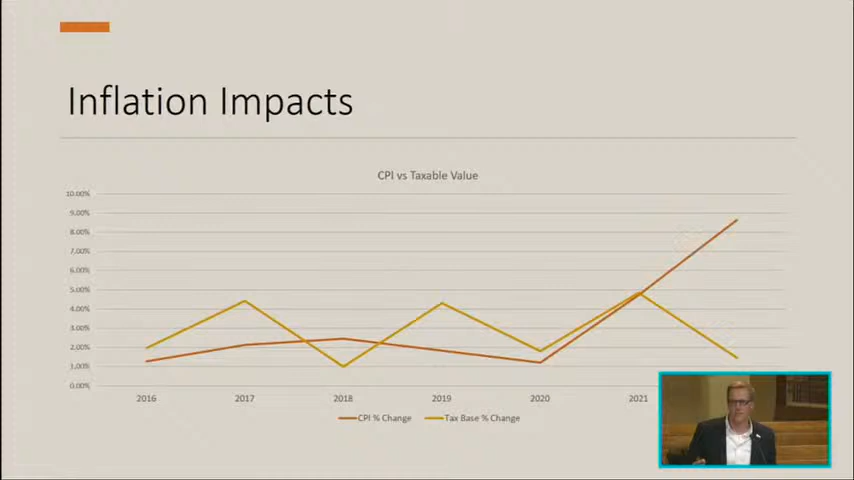 Inflation Impacts
CPI vs Taxable Value
10.00%
9.00%
8.00%
7.00%
6.00%
5.00%
4.00%
3.00%
2.00%
1.00%
0.00%
2016 2017 2018 2019 2020 2021
CPI % Change Tax Base % Change